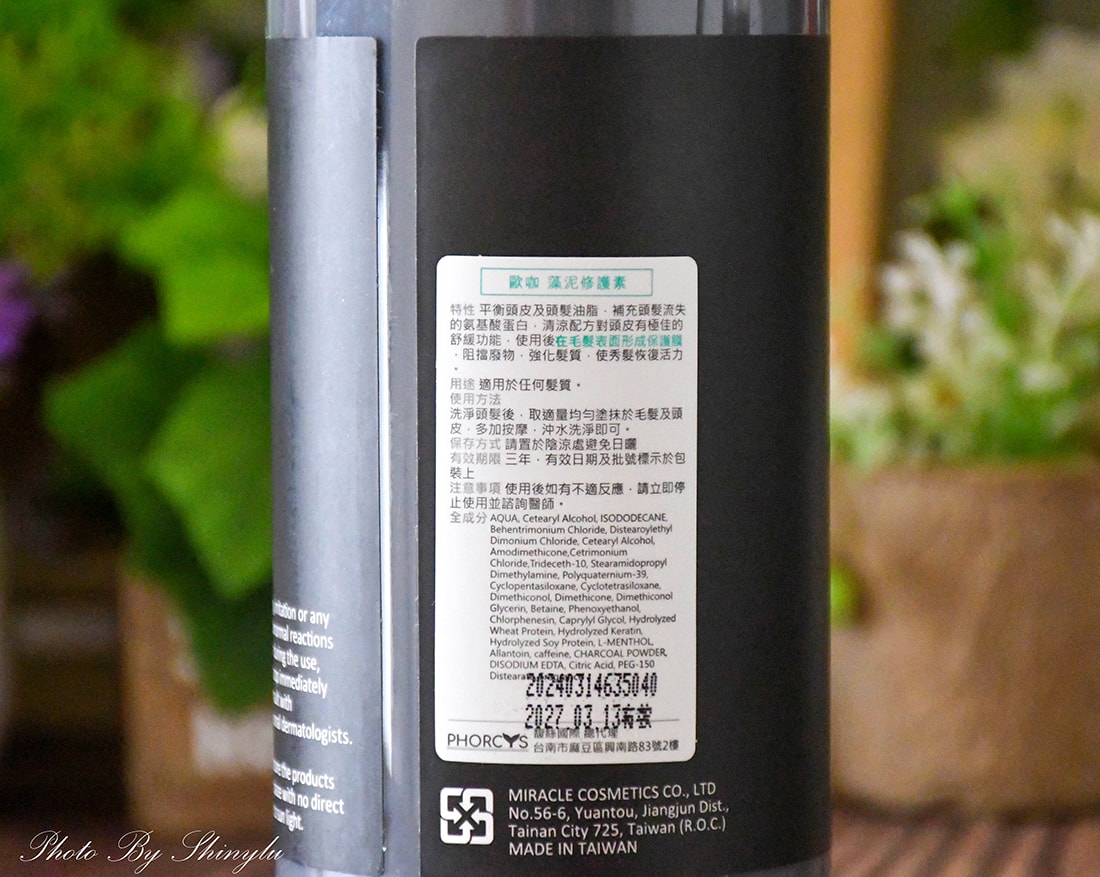 歐咖 藻泥修護素
特性 平衡頭皮及頭髮油脂,補充頭髮流失
的氨基酸蛋白,清涼配方對頭皮有極佳的
舒緩功能,使用後在毛髮表面形成保護膜
,阻擋廢物,強化髮質,使秀髮恢復活力
。
用途 適用於任何髮質。
使用方法
洗淨頭髮後,取適量均勻塗抹於毛髮及頭
皮,多加按摩,沖水洗淨即可。
保存方式 請置於陰涼處避免日曬
有效期限 三年,有效日期及批號標示於包
裝上
注意事項 使用後如有不適反應,請立即停
止使用並諮詢醫師。
全成分 AQUA, Cetearyl Alcohol, ISODODECANE,
Behentrimonium Chloride, Distearoylethyl
Dimonium Chloride, Cetearyl Alcohol,
Amodimethicone,Cetrimonium
Chloride,Trideceth-10, Stearamidopropyl
Dimethylamine, Polyquaternium-39,
Cyclopentasiloxane, Cyclotetrasiloxane,
Dimethiconol, Dimethicone, Dimethiconol
Glycerin, Betaine, Phenoxyethanol,
Chlorphenesin, Caprylyl Glycol, Hydrolyzed
Wheat Protein, Hydrolyzed Keratin,
Hydrolyzed Soy Protein, L-MENTHOL,
Allantoin, caffeine, CHARCOAL POWDER,
DISODIUM EDTA, Citric Acid, PEG-150
20240314635040
2027.03.13
PHORCYS
國際 總代理
台南市麻豆區興南路83號2樓
MIRACLE COSMETICS CO., LTD
No.56-6, Yuantou, Jiangjun Dist.,
Tainan City 725, Taiwan (R.O.C.)
MADE IN TAIWAN
or any
reactions
the use,
immediately
with
dermatologists.
the products
with no direct
light.
Photo By Shinylu